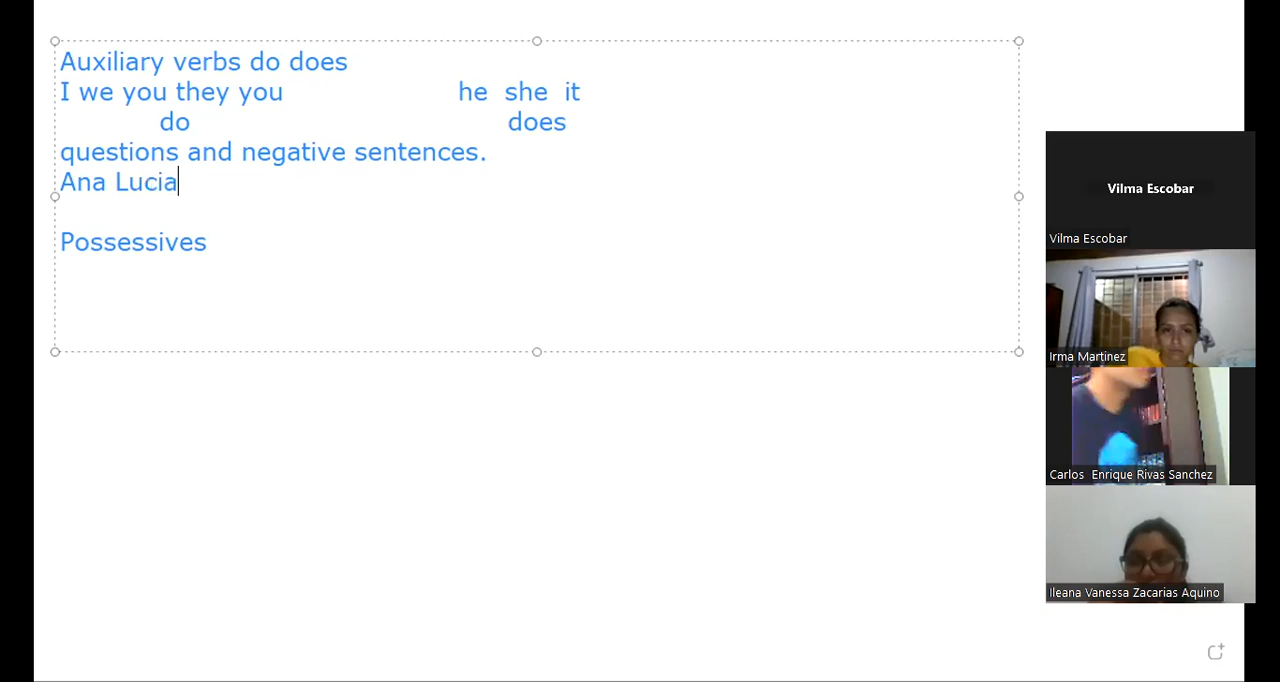 Auxiliary verbs do does
I we you they you he she it
do does
questions and negative sentences.
Ana Lucia
Possessives
Vilma Escobar
Vilma Escobar
Irma Martinez
Carlos Enrique Rivas Sanchez
Ileana Vanessa Zacarias Aquino